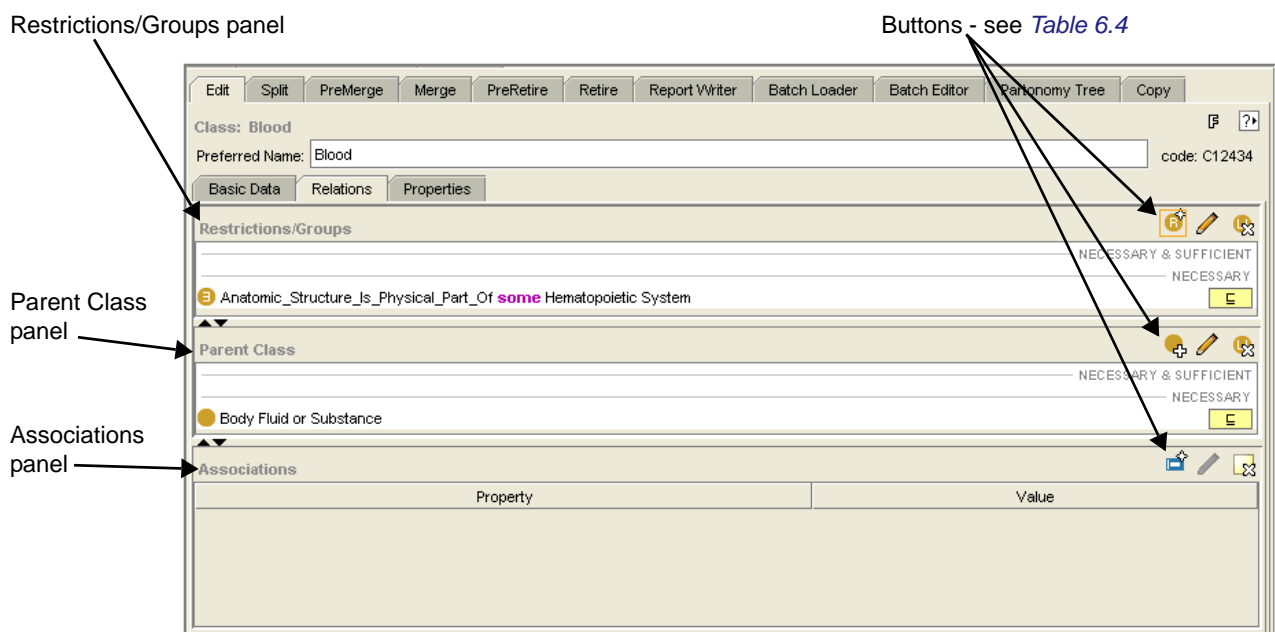 Restrictions/Groups panel
Buttons - see Table 6.4
Edit Split PreMerge Merge PreRetire Retire Report Writer Batch Loader Batch Editor Partonomy Tree Copy
Class: Blood
Preferred Name: Blood code: C12434
Basic Data Relations Properties
Restrictions/Groups
NECESSARY & SUFFICIENT
NECESSARY
Anatomic_Structure_Is_Physical_Part_Of some Hematopoietic System
⊑
Parent Class
panel
Parent Class
NECESSARY & SUFFICIENT
NECESSARY
Body Fluid or Substance
⊑
Associations
panel
Associations
Property Value